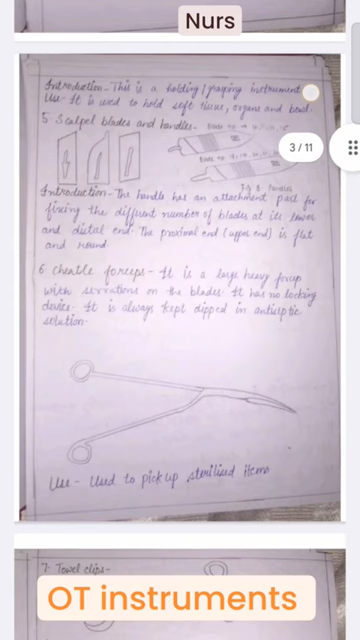 Nurs
Introduction - This is a holding/grasping instrument
Use - It is used to hold soft tissue, organs and bowel.
5. Scalpel blades and handles-
3 / 11
Introduction - The handle has an attachment part for
fixing the different number of blades at its lower
and distal end. The proximal end (upper end) is flat
and round.
6 cheatle forceps - It is a large heavy forcep
with serrations on the blades. It has no locking
device. It is always kept dipped in antiseptic
solution.
Use - Used to pick up sterilised items
7. Towel clips-
OT instruments